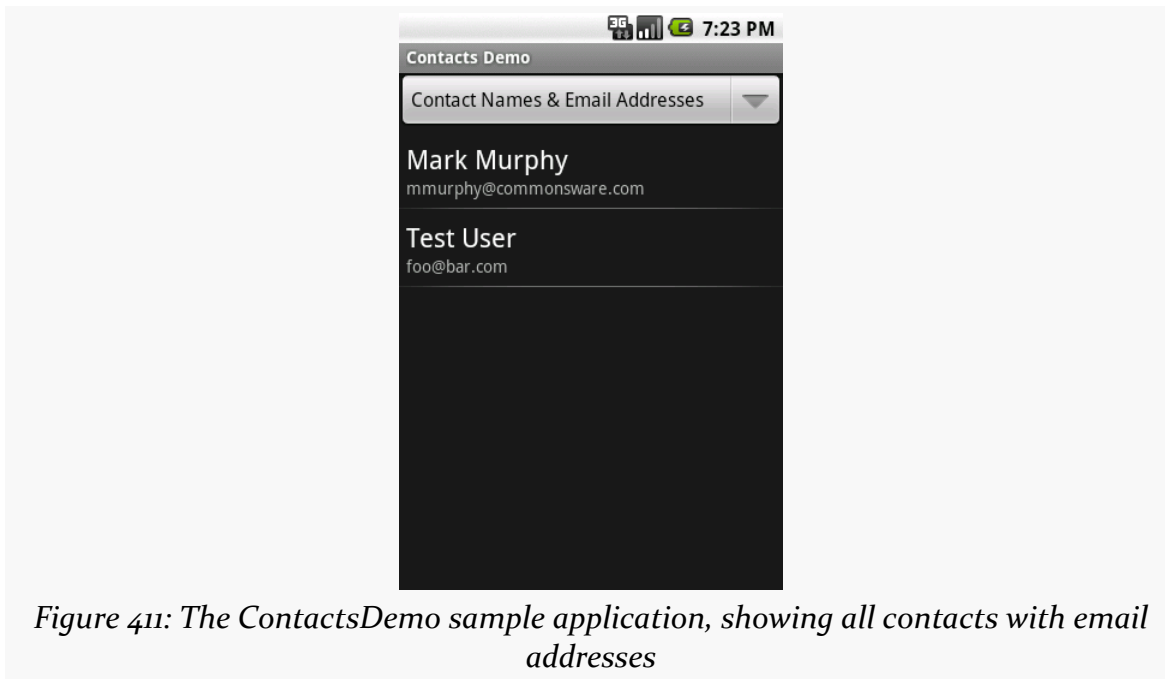 3G 7:23 PM
Contacts Demo
Contact Names & Email Addresses
Mark Murphy
mmurphy@commonsware.com
Test User
foo@bar.com
Figure 411: The ContactsDemo sample application, showing all contacts with email
addresses